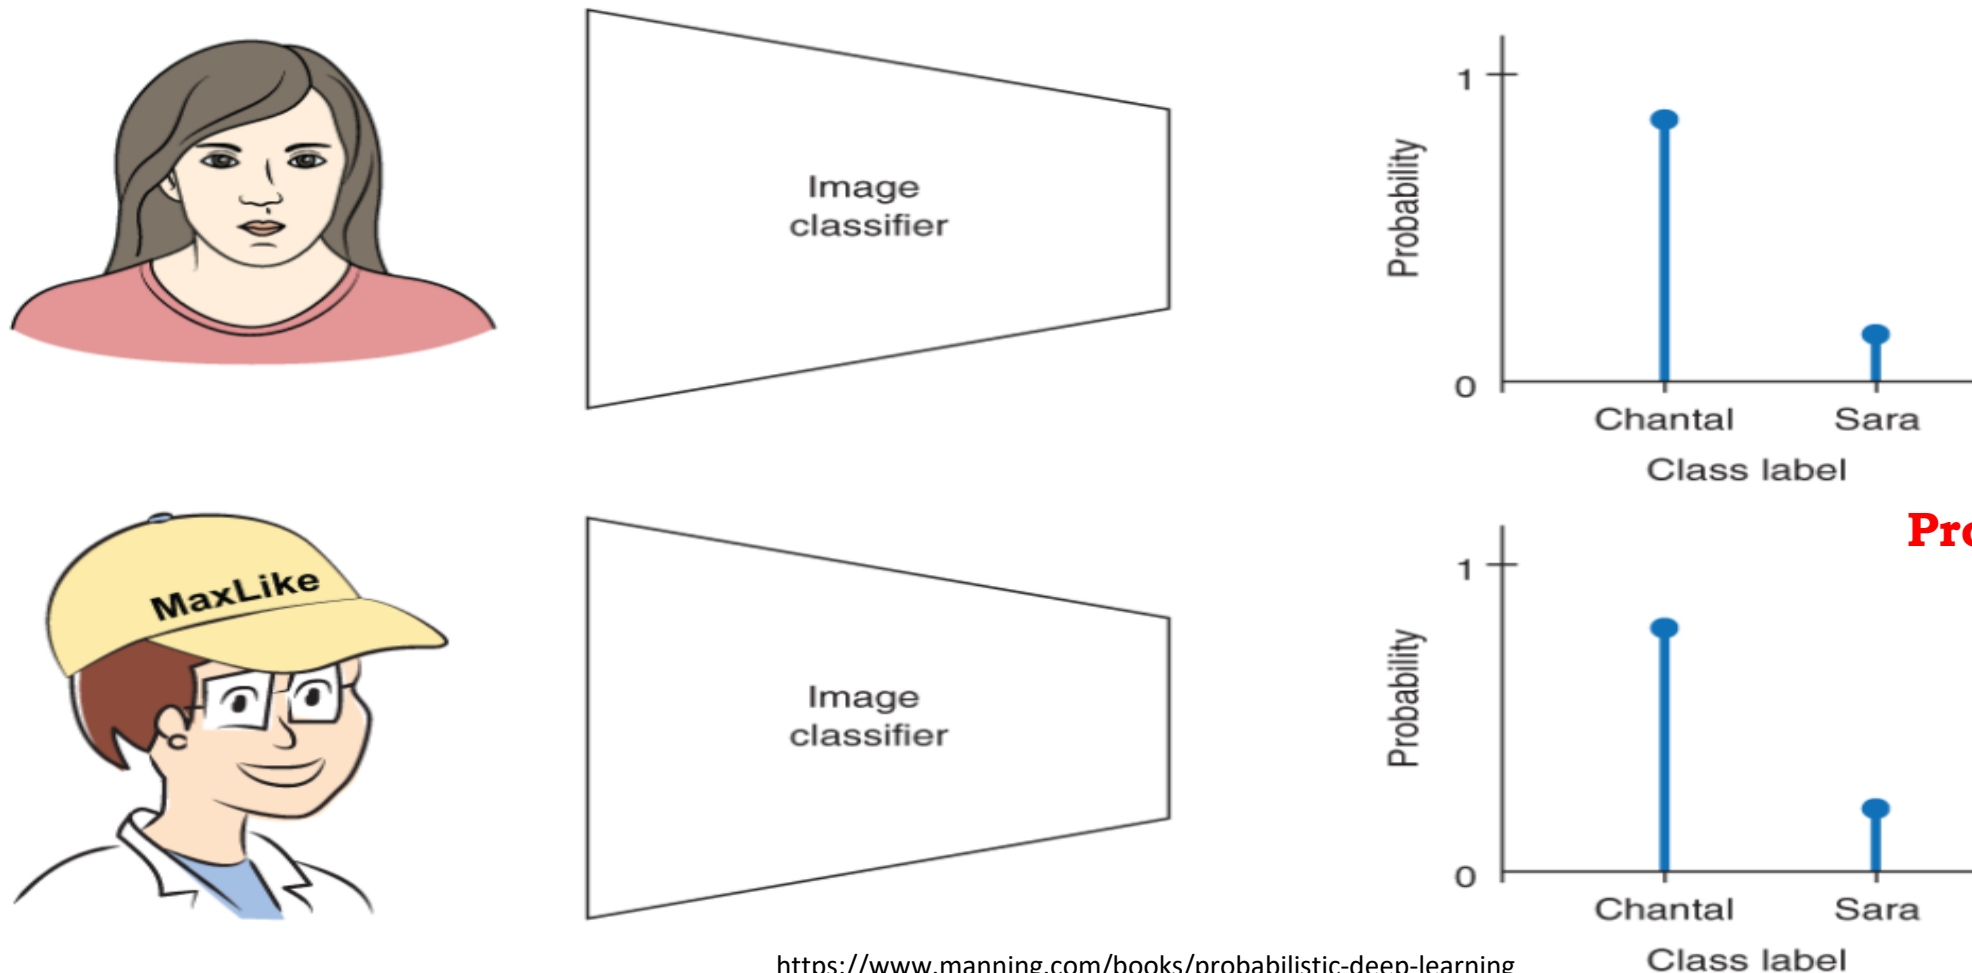 Image
classifier
1
Probability
0
Chantal Sara
Class label
MaxLike
Image
classifier
Pro
1
Probability
0
Chantal Sara
Class label
https://www.manning.com/books/probabilistic-deep-learning